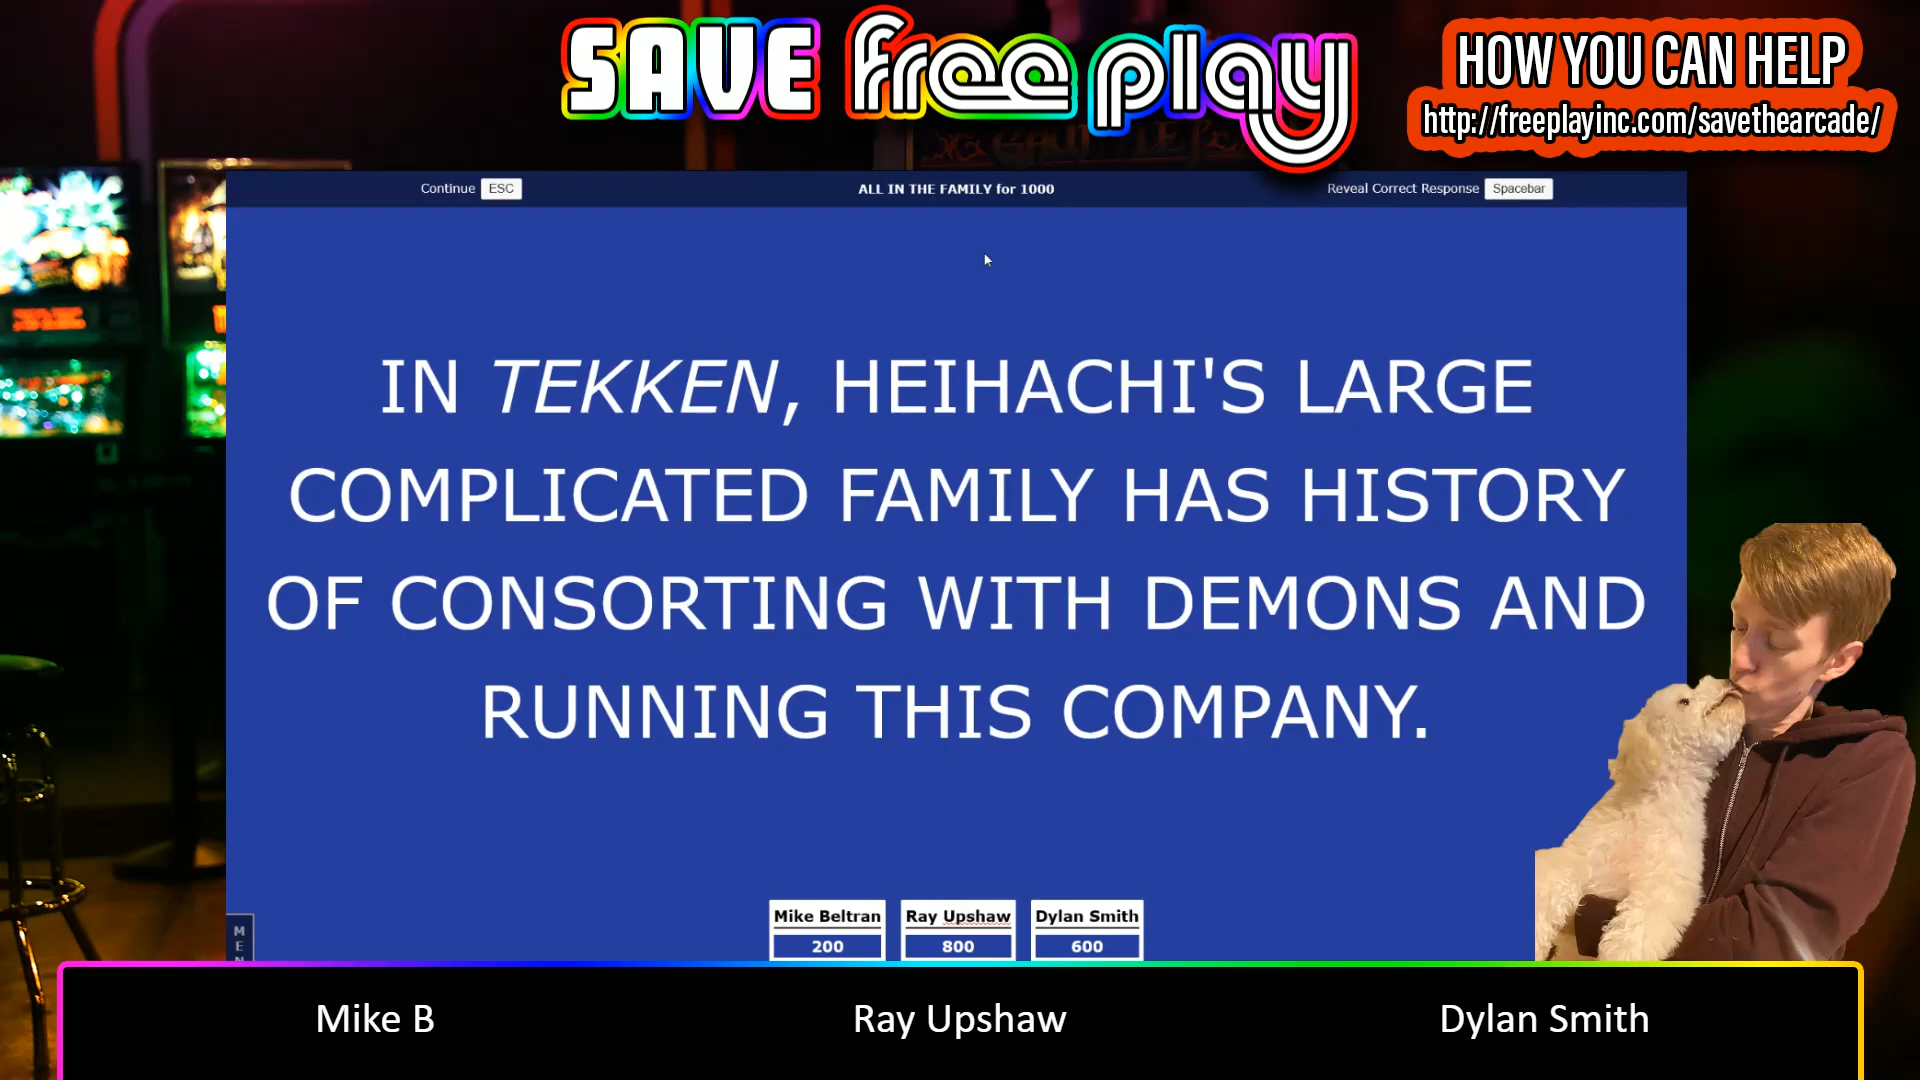 SAVE free play
HOW YOU CAN HELP
http://freeplayinc.com/savethearcade/
Continue ESC
ALL IN THE FAMILY for 1000
Reveal Correct Response Spacebar
IN TEKKEN, HEIHACHI'S LARGE
COMPLICATED FAMILY HAS HISTORY
OF CONSORTING WITH DEMONS AND
RUNNING THIS COMPANY.
Mike Beltran
200
Ray Upshaw
800
Dylan Smith
600
M
E
N
Mike B
Ray Upshaw
Dylan Smith